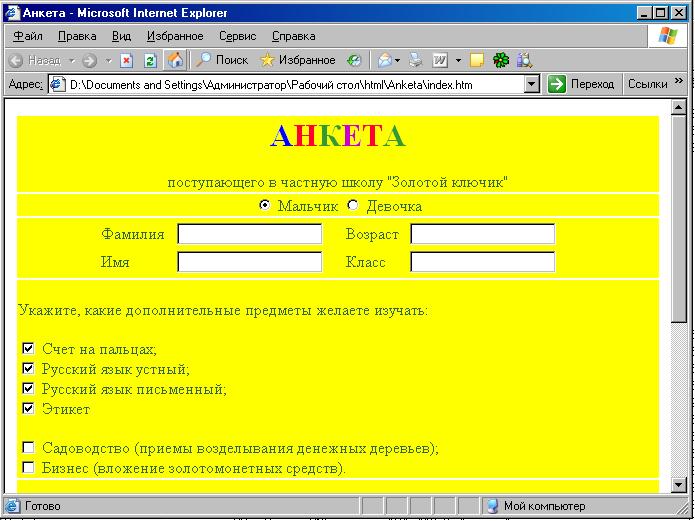 Анкета - Microsoft Internet Explorer
Файл Правка Вид Избранное Сервис Справка
Назад Поиск Избранное
Адрес: D:\Documents and Settings\Администратор\Рабочий стол\html\Anketa\index.htm Переход Ссылки »
АНКЕТА
поступающего в частную школу "Золотой ключик"
Мальчик Девочка
Фамилия Возраст
Имя Класс
Укажите, какие дополнительные предметы желаете изучать:
Счет на пальцах;
Русский язык устный;
Русский язык письменный;
Этикет
Садоводство (приемы возделывания денежных деревьев);
Бизнес (вложение золотомонетных средств).
Готово Мой компьютер